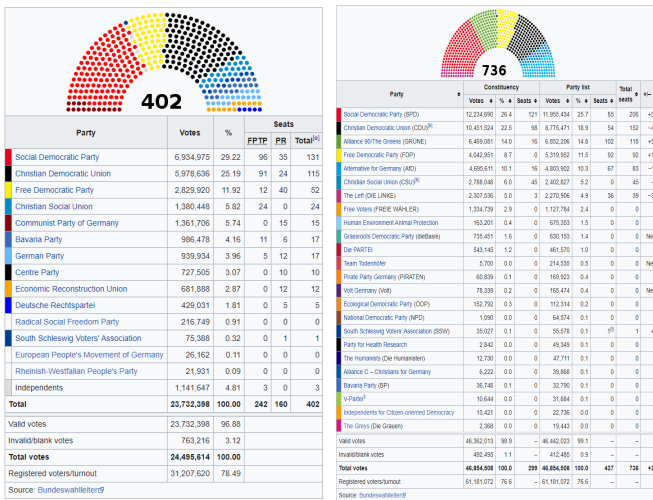 402
Party Votes % Seats
FPTP PR Total[a]
Social Democratic Party 6,934,975 29.22 96 35 131
Christian Democratic Union 5,978,636 25.19 91 24 115
Free Democratic Party 2,829,920 11.92 12 40 52
Christian Social Union 1,380,448 5.82 24 0 24
Communist Party of Germany 1,361,706 5.74 0 15 15
Bavaria Party 986,478 4.16 11 6 17
German Party 939,934 3.96 5 12 17
Centre Party 727,505 3.07 0 10 10
Economic Reconstruction Union 681,888 2.87 0 12 12
Deutsche Rechtspartei 429,031 1.81 0 5 5
Radical Social Freedom Party 216,749 0.91 0 0 0
South Schleswig Voters' Association 75,388 0.32 0 1 1
European People's Movement of Germany 26,162 0.11 0 0 0
Rheinish-Westfalian People's Party 21,931 0.09 0 0 0
Independents 1,141,647 4.81 3 0 3
Total 23,732,398 100.00 242 160 402
Valid votes 23,732,398 96.88
Invalid/blank votes 763,216 3.12
Total votes 24,495,614 100.00
Registered voters/turnout 31,207,620 78.49
Source: Bundeswahlleiter
736
Party Constituency Party list Total seats +/–
Votes % Seats Votes % Seats
Social Democratic Party (SPD) 12,234,690 26.4 121 11,955,434 25.7 85 206
Christian Democratic Union (CDU) 10,451,524 22.5 98 8,775,471 18.9 54 152
Alliance 90/The Greens (GRÜNE) 6,469,081 14.0 16 6,852,206 14.8 102 118
Free Democratic Party (FDP) 4,042,951 8.7 0 5,319,952 11.5 92 92
Alternative for Germany (AfD) 4,695,611 10.1 16 4,803,902 10.3 67 83
Christian Social Union (CSU) 2,788,048 6.0 45 2,402,827 5.2 0 45
The Left (DIE LINKE) 2,307,536 5.0 3 2,270,906 4.9 36 39
Free Voters (FREIE WÄHLER) 1,334,739 2.9 0 1,127,784 2.4 0 0
Human Environment Animal Protection 163,201 0.4 0 675,353 1.5 0 0
Grassroots Democratic Party (dieBasis) 735,451 1.6 0 630,153 1.4 0 0 Ne
Die PARTEI 543,145 1.2 0 461,570 1.0 0 0
Team Todenhöfer 5,700 0.0 0 214,535 0.5 0 0 Ne
Pirate Party Germany (PIRATEN) 60,839 0.1 0 169,923 0.4 0 0
Volt Germany (Volt) 78,339 0.2 0 165,474 0.4 0 0 Ne
Ecological Democratic Party (ÖDP) 152,792 0.3 0 112,314 0.2 0 0
National Democratic Party (NPD) 1,090 0.0 0 64,574 0.1 0 0
South Schleswig Voters' Association (SSW) 35,027 0.1 0 55,578 0.1 1 1
Party for Health Research 2,842 0.0 0 49,349 0.1 0 0
The Humanists (Die Humanisten) 12,730 0.0 0 47,711 0.1 0 0
Alliance C – Christians for Germany 6,222 0.0 0 39,868 0.1 0 0
Bavaria Party (BP) 36,748 0.1 0 32,790 0.1 0 0
V-Partei³ 10,644 0.0 0 31,884 0.1 0 0
Independents for Citizen-oriented Democracy 13,421 0.0 0 22,736 0.0 0 0
The Greys (Die Grauen) 2,368 0.0 0 19,443 0.0 0 0
Valid votes 46,362,013 98.9 – 46,442,023 99.1 – –
Invalid/blank votes 492,495 1.1 – 412,485 0.9 – –
Total votes 46,854,508 100.0 299 46,854,508 100.0 437 736
Registered voters/turnout 61,181,072 76.6 – 61,181,072 76.6 – –
Source: Bundeswahlleiter